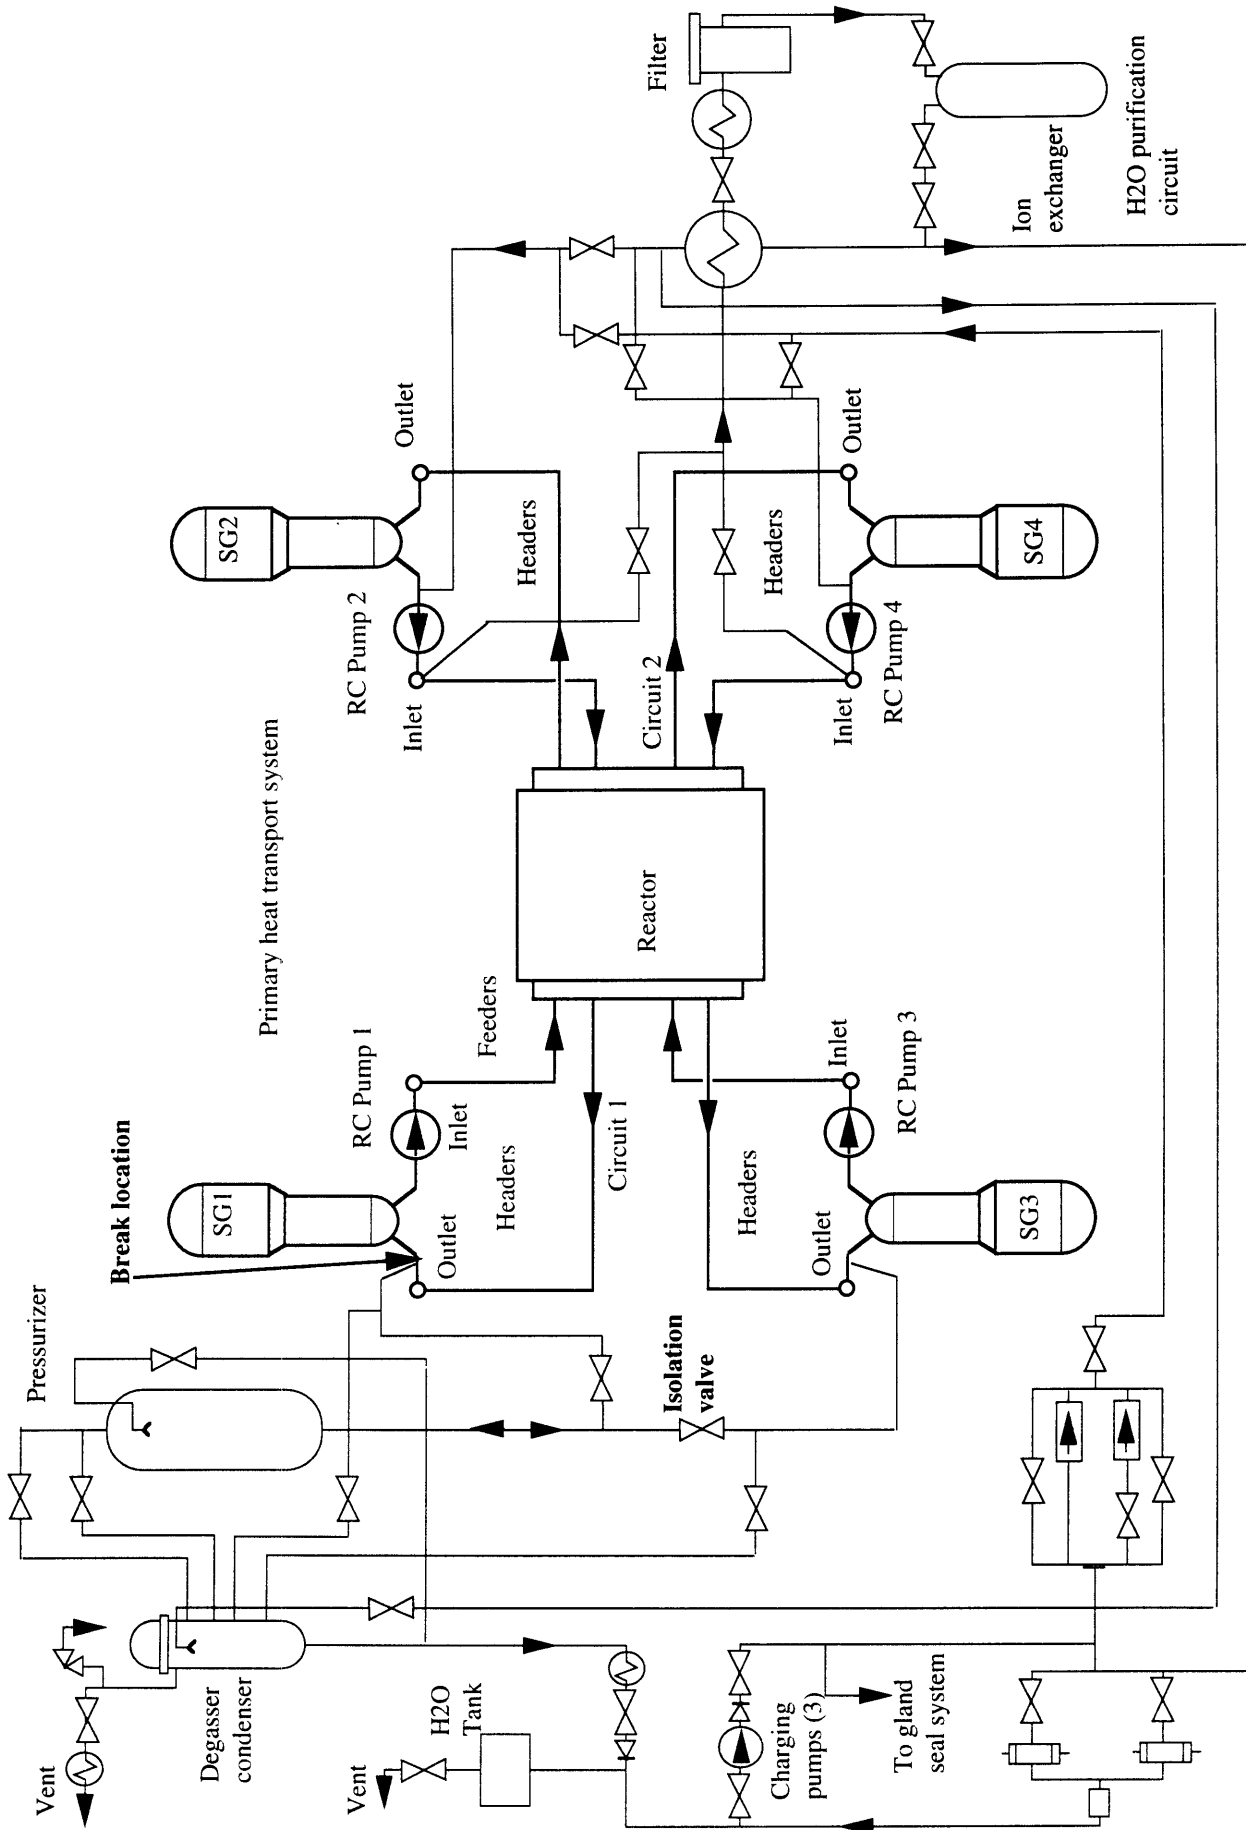 Vent
Degasser
condenser
Pressurizer
Break location
SG1
RC Pump 1
Inlet
Outlet
Headers
Feeders
Circuit 1
Primary heat transport system
Reactor
SG2
RC Pump 2
Inlet
Outlet
Headers
Circuit 2
Headers
Inlet
RC Pump 4
Outlet
SG4
Filter
Ion
exchanger
H2O purification
circuit
Isolation
valve
Headers
Outlet
Inlet
RC Pump 3
SG3
Vent
H2O
Tank
Charging
pumps (3)
To gland
seal system